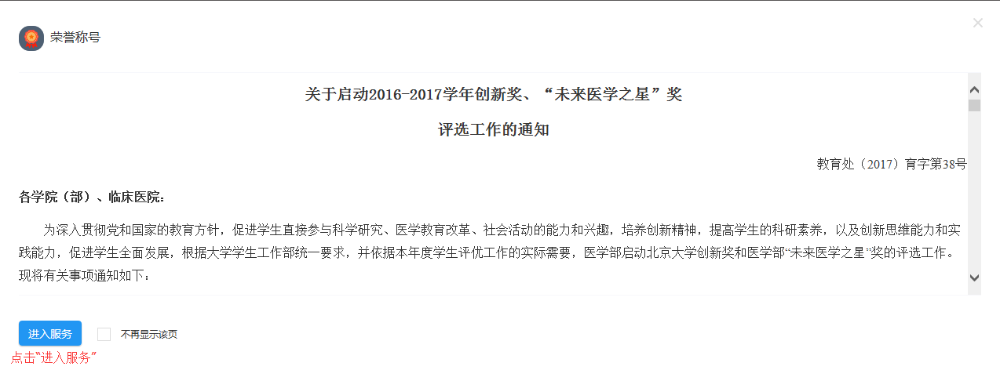 荣誉称号
关于启动2016-2017学年创新奖、“未来医学之星”奖
评选工作的通知
教育处（2017）育字第38号
各学院（部）、临床医院：
为深入贯彻党和国家的教育方针，促进学生直接参与科学研究、医学教育改革、社会活动的能力和兴趣，培养创新精神，提高学生的科研素养，以及创新思维能力和实
践能力，促进学生全面发展，根据大学学生工作部统一要求，并依据本年度学生评优工作的实际需要，医学部启动北京大学创新奖和医学部“未来医学之星”奖的评选工作。
现将有关事项通知如下：
进入服务 不再显示该页
点击“进入服务”